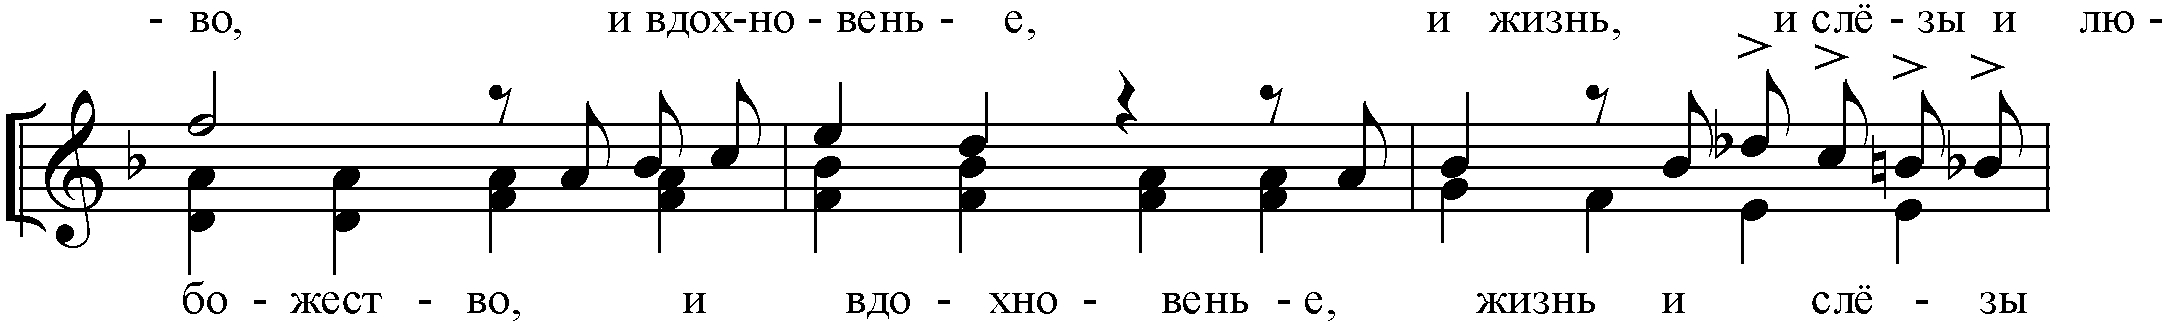 - во, и вдох-но - вень - е, и жизнь, и слё - зы и лю -
бо - жест - во, и вдо - хно - вень - е, жизнь и слё - зы